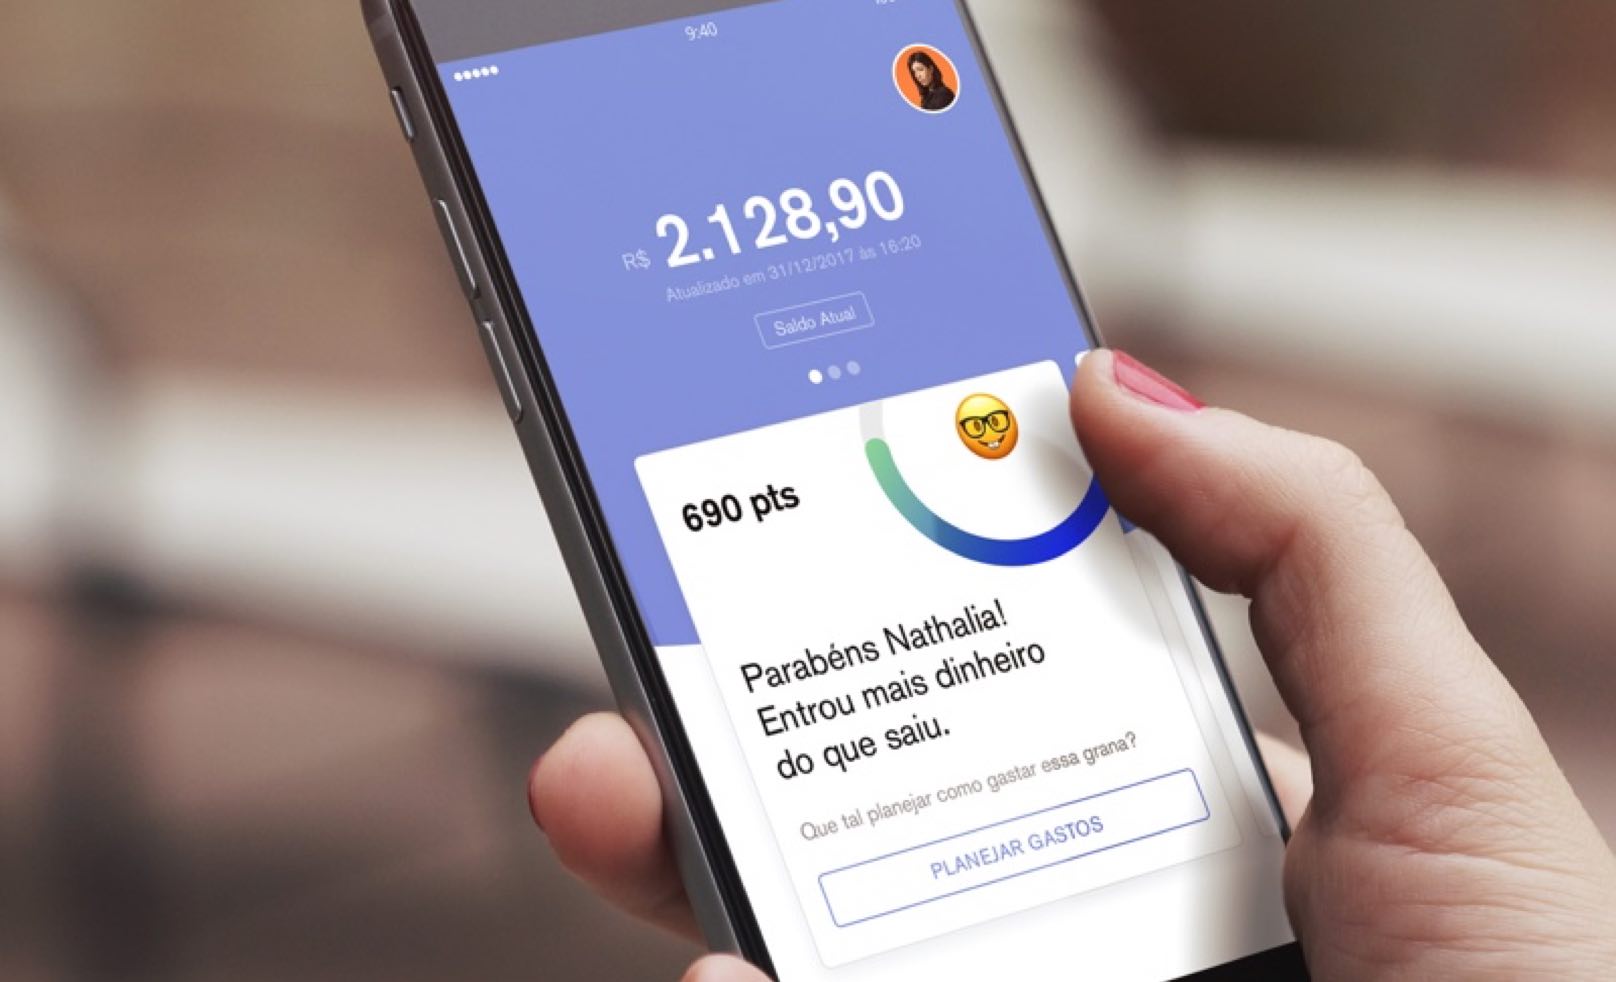 9:40
R$ 2.128,90
Atualizado em 31/12/2017 às 16:20
Saldo Atual
690 pts
Parabéns Nathalia!
Entrou mais dinheiro
do que saiu.
Que tal planejar como gastar essa grana?
PLANEJAR GASTOS